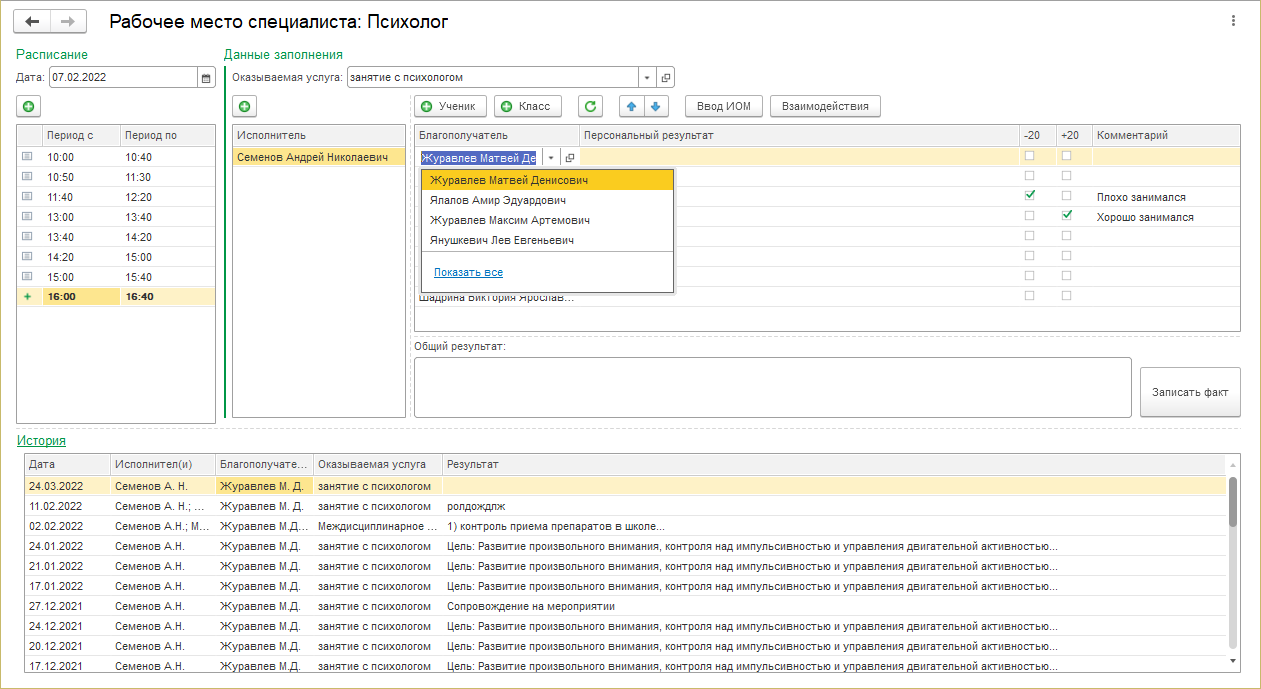 Рабочее место специалиста: Психолог
Расписание
Дата: 07.02.2022
Период с Период по
10:00 10:40
10:50 11:30
11:40 12:20
13:00 13:40
13:40 14:20
14:20 15:00
15:00 15:40
16:00 16:40
Данные заполнения
Оказываемая услуга: занятие с психологом
Ученик Класс Ввод ИОМ Взаимодействия
Исполнитель
Семенов Андрей Николаевич
Благополучатель Персональный результат -20 +20 Комментарий
Журавлев Матвей Де
Журавлев Матвей Денисович
Ялалов Амир Эдуардович
Плохо занимался
Журавлев Максим Артемович
Хорошо занимался
Янушкевич Лев Евгеньевич
Показать все
Шадрина Виктория Ярослав...
Общий результат:
Записать факт
История
Дата Исполнител(и) Благополучате... Оказываемая услуга Результат
24.03.2022 Семенов А. Н. Журавлев М. Д. занятие с психологом
11.02.2022 Семенов А. Н.; ... Журавлев М. Д. занятие с психологом ролдождлж
02.02.2022 Семенов А.Н.; М... Журавлев М.Д... Междисциплинарное ... 1) контроль приема препаратов в школе...
24.01.2022 Семенов А.Н. Журавлев М.Д. занятие с психологом Цель: Развитие произвольного внимания, контроля над импульсивностью и управления двигательной активностью...
21.01.2022 Семенов А.Н. Журавлев М.Д. занятие с психологом Цель: Развитие произвольного внимания, контроля над импульсивностью и управления двигательной активностью...
17.01.2022 Семенов А.Н. Журавлев М.Д. занятие с психологом Цель: Развитие произвольного внимания, контроля над импульсивностью и управления двигательной активностью...
27.12.2021 Семенов А.Н. Журавлев М.Д. занятие с психологом Сопровождение на мероприятии
24.12.2021 Семенов А.Н. Журавлев М.Д. занятие с психологом Цель: Развитие произвольного внимания, контроля над импульсивностью и управления двигательной активностью...
20.12.2021 Семенов А.Н. Журавлев М.Д. занятие с психологом Цель: Развитие произвольного внимания, контроля над импульсивностью и управления двигательной активностью...
17.12.2021 Семенов А.Н. Журавлев М.Д. занятие с психологом Цель: Развитие произвольного внимания, контроля над импульсивностью и управления двигательной активностью...